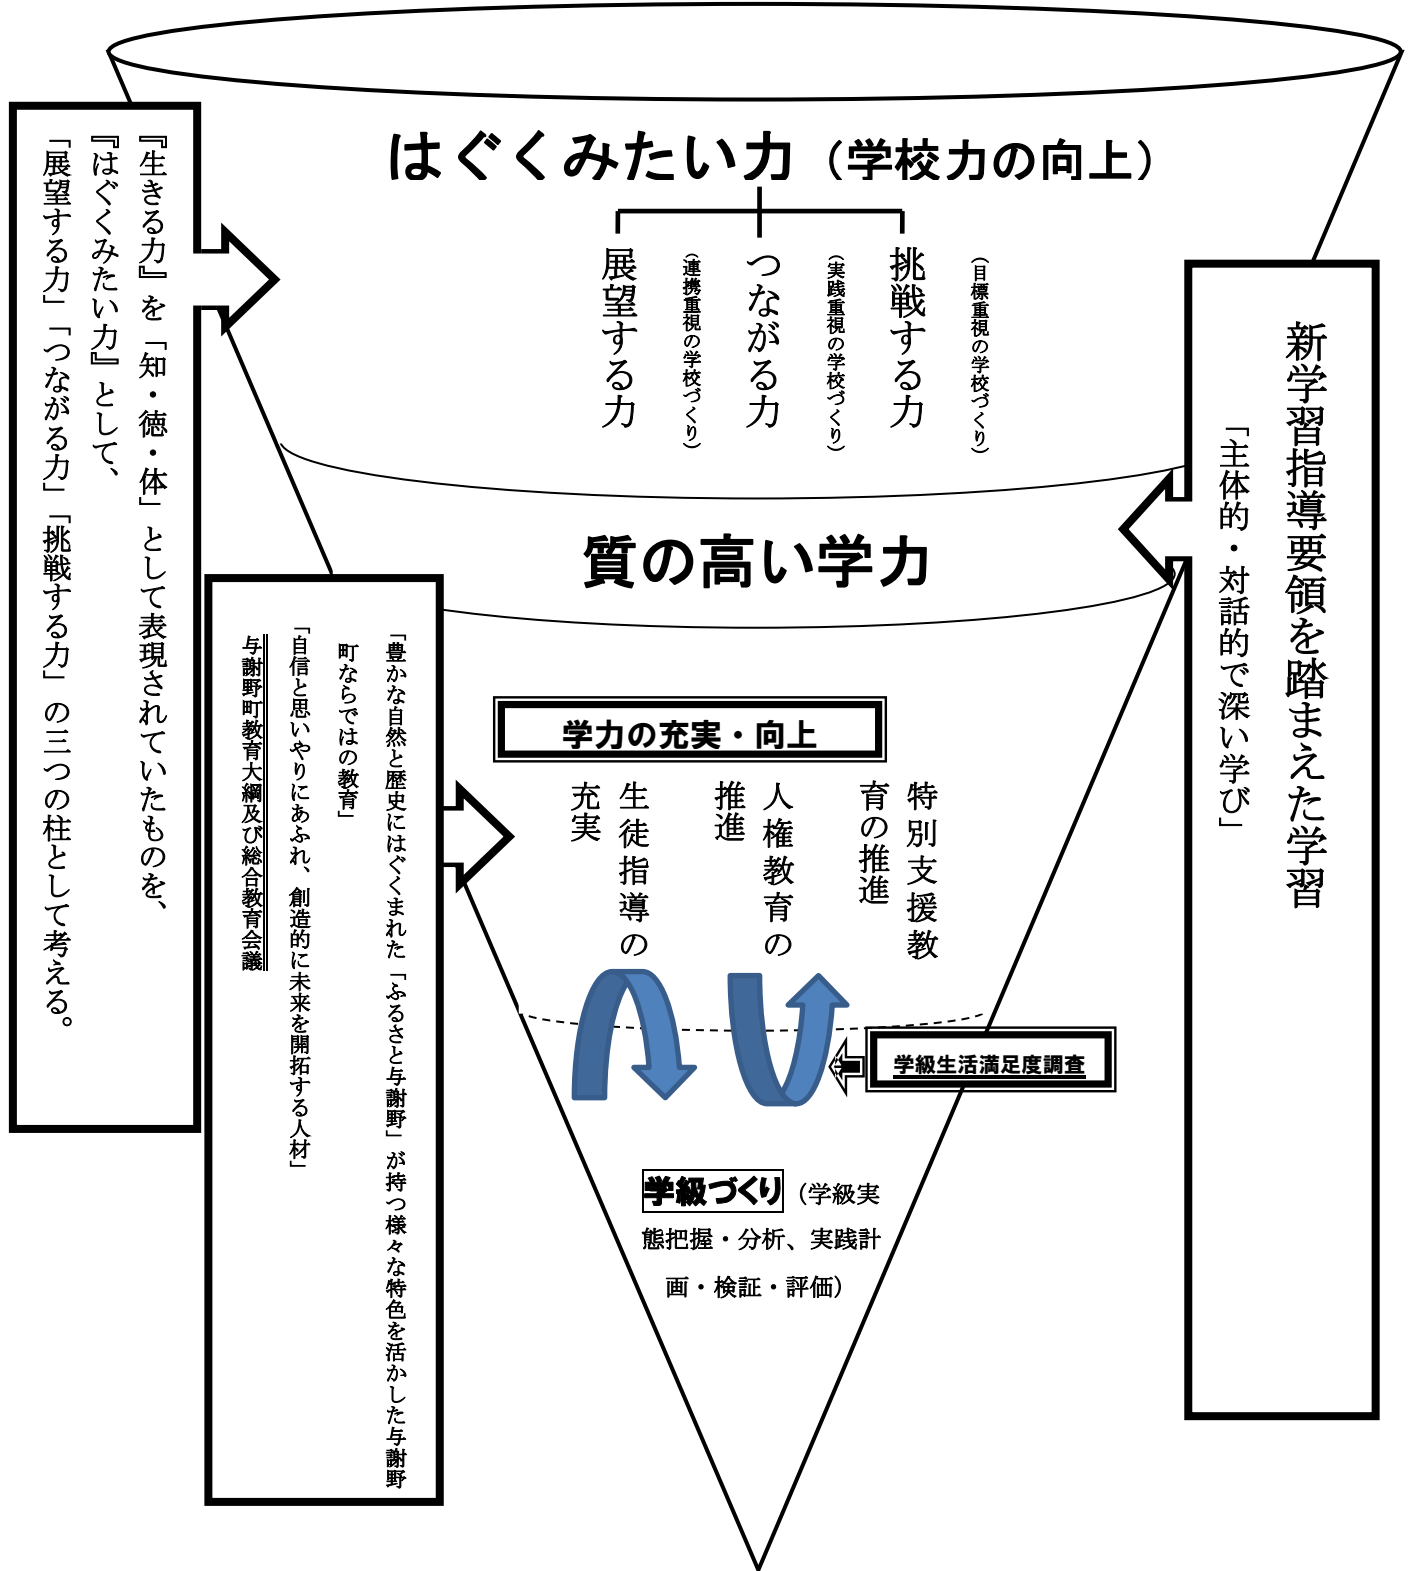 はぐくみたい力（学校力の向上）
（目標重視の学校づくり）
挑戦する力
（実践重視の学校づくり）
つながる力
（連携重視の学校づくり）
展望する力
『生きる力』を「知・徳・体」として表現されていたものを、
『はぐくみたい力』として、
「展望する力」「つながる力」「挑戦する力」の三つの柱として考える。
新学習指導要領を踏まえた学習
「主体的・対話的で深い学び」
質の高い学力
「豊かな自然と歴史にはぐくまれた「ふるさと与謝野」が持つ様々な特色を活かした与謝野
町ならではの教育」
「自信と思いやりにあふれ、創造的に未来を開拓する人材」
与謝野町教育大綱及び総合教育会議
学力の充実・向上
特別支援教
育の推進
人権教育の
推進
生徒指導の
充実
学級生活満足度調査
学級づくり（学級実
態把握・分析、実践計
画・検証・評価）